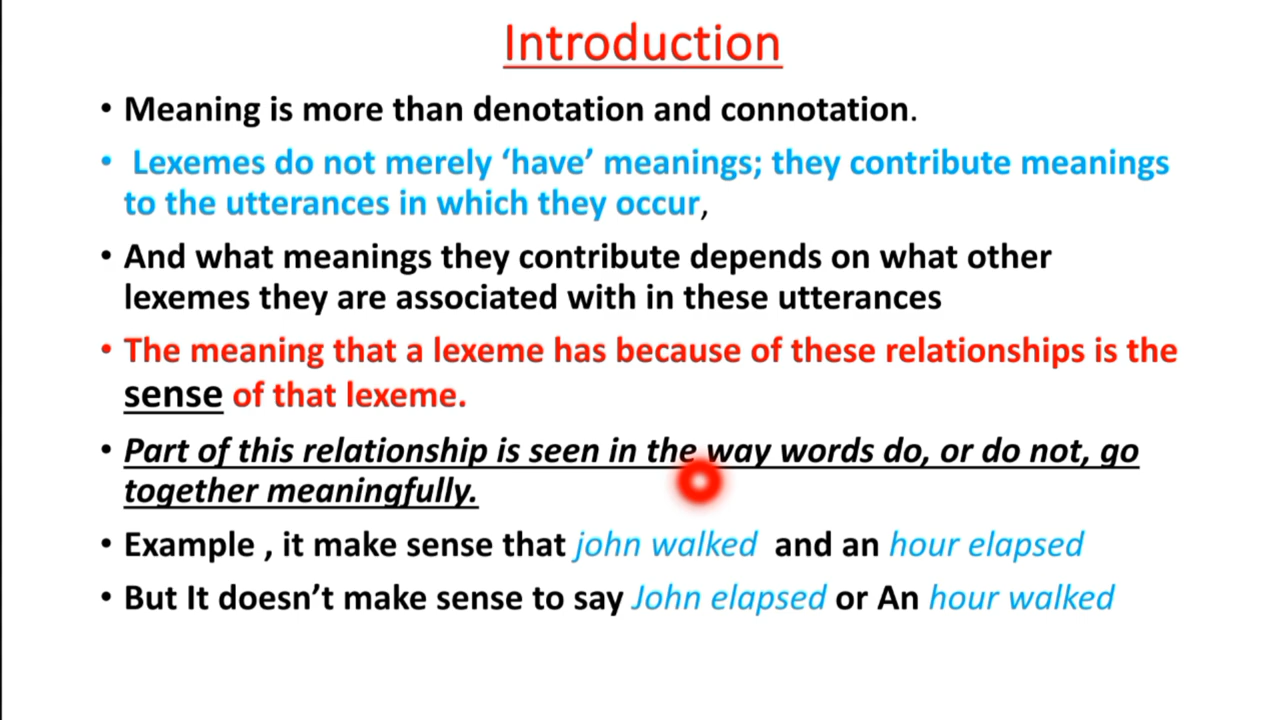 Introduction
• Meaning is more than denotation and connotation.
• Lexemes do not merely ‘have’ meanings; they contribute meanings
to the utterances in which they occur,
• And what meanings they contribute depends on what other
lexemes they are associated with in these utterances
• The meaning that a lexeme has because of these relationships is the
sense of that lexeme.
• Part of this relationship is seen in the way words do, or do not, go
together meaningfully.
• Example , it make sense that john walked and an hour elapsed
• But It doesn’t make sense to say John elapsed or An hour walked